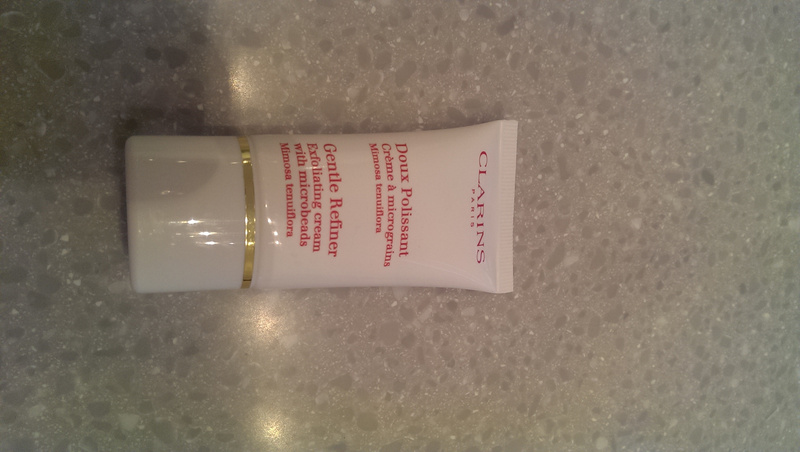 CLARINS
PARIS
Doux Polissant
Crème à micrograins
Mimosa tenuiflora
Gentle Refiner
Exfoliating cream
with microbeads
Mimosa tenuiflora